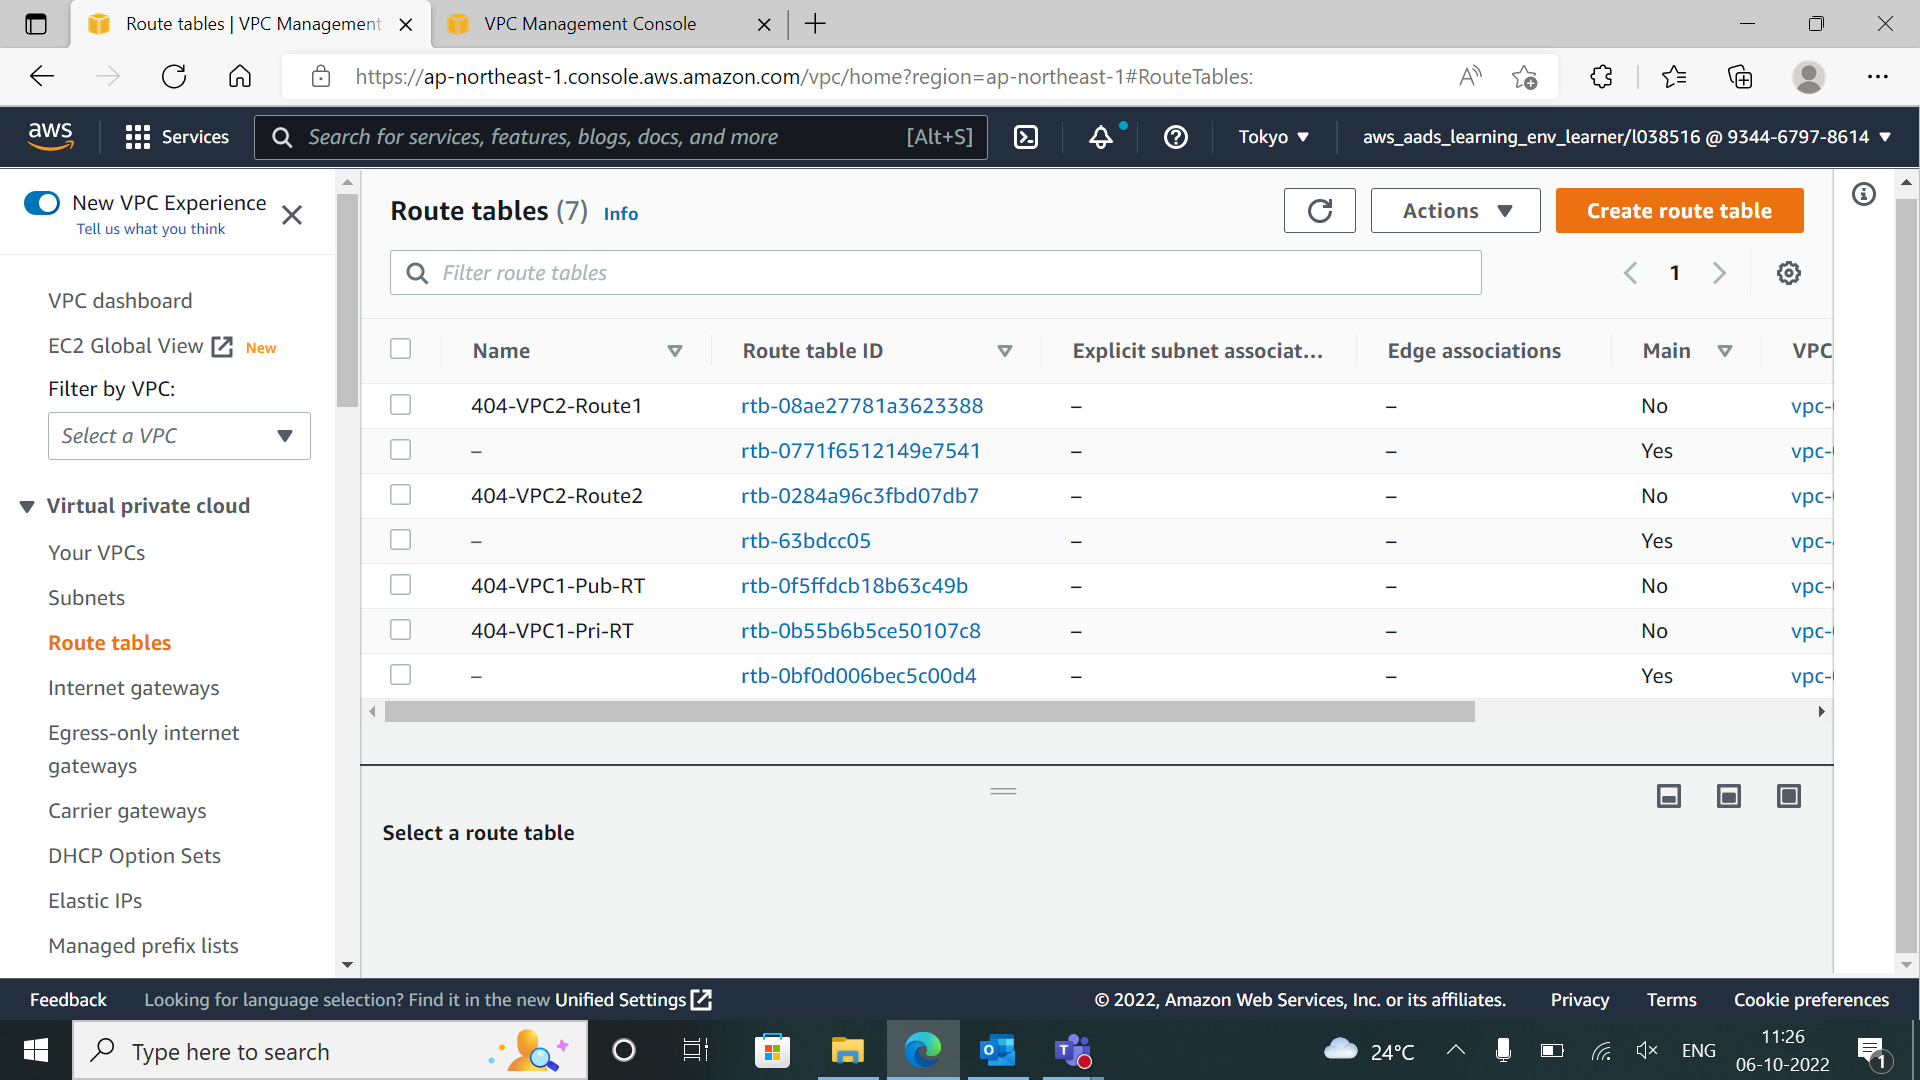 Route tables | VPC Management
VPC Management Console
https://ap-northeast-1.console.aws.amazon.com/vpc/home?region=ap-northeast-1#RouteTables:
aws
Services
Search for services, features, blogs, docs, and more
[Alt+S]
Tokyo
aws_aads_learning_env_learner/l038516 @ 9344-6797-8614
New VPC Experience
Tell us what you think
VPC dashboard
EC2 Global View New
Filter by VPC:
Select a VPC
Virtual private cloud
Your VPCs
Subnets
Route tables
Internet gateways
Egress-only internet
gateways
Carrier gateways
DHCP Option Sets
Elastic IPs
Managed prefix lists
Route tables (7) Info
Actions
Create route table
Filter route tables
1
Name Route table ID Explicit subnet associat... Edge associations Main VPC
404-VPC2-Route1 rtb-08ae27781a3623388 – – No vpc-
– rtb-0771f6512149e7541 – – Yes vpc-
404-VPC2-Route2 rtb-0284a96c3fbd07db7 – – No vpc-
– rtb-63bdcc05 – – Yes vpc-
404-VPC1-Pub-RT rtb-0f5ffdcb18b63c49b – – No vpc-
404-VPC1-Pri-RT rtb-0b55b6b5ce50107c8 – – No vpc-
– rtb-0bf0d006bec5c00d4 – – Yes vpc-
Select a route table
Feedback
Looking for language selection? Find it in the new Unified Settings
© 2022, Amazon Web Services, Inc. or its affiliates.
Privacy
Terms
Cookie preferences
Type here to search
24°C
ENG
11:26
06-10-2022
1